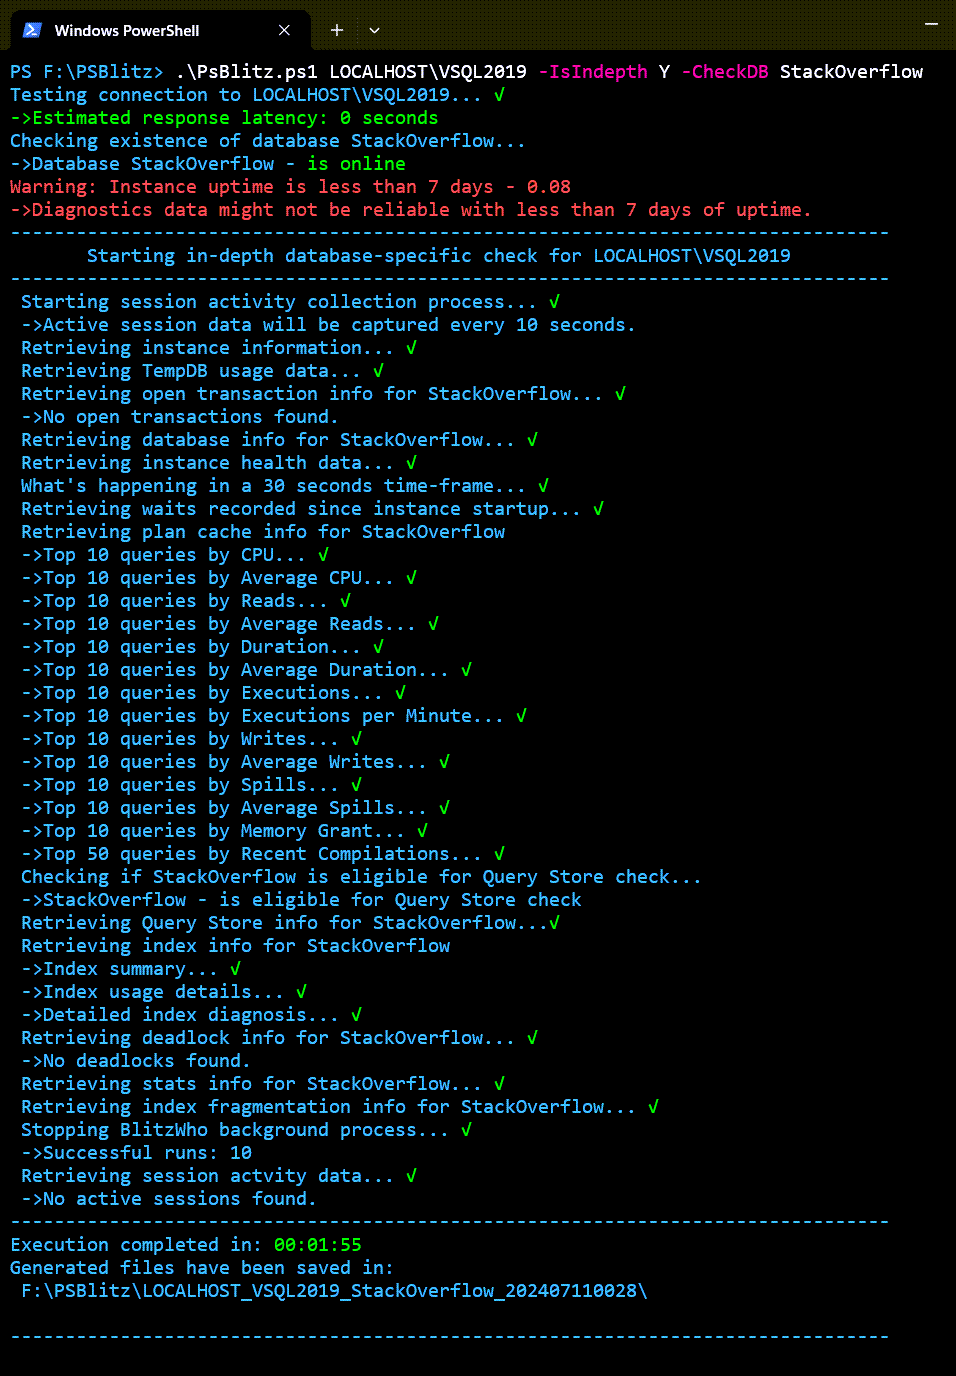 Windows PowerShell
PS F:\PSBlitz> .\PsBlitz.ps1 LOCALHOST\VSQL2019 -IsIndepth Y -CheckDB StackOverflow
Testing connection to LOCALHOST\VSQL2019... √
->Estimated response latency: 0 seconds
Checking existence of database StackOverflow...
->Database StackOverflow - is online
Warning: Instance uptime is less than 7 days - 0.08
->Diagnostics data might not be reliable with less than 7 days of uptime.
--------------------------------------------------------------------------------
Starting in-depth database-specific check for LOCALHOST\VSQL2019
--------------------------------------------------------------------------------
Starting session activity collection process... √
->Active session data will be captured every 10 seconds.
Retrieving instance information... √
Retrieving TempDB usage data... √
Retrieving open transaction info for StackOverflow... √
->No open transactions found.
Retrieving database info for StackOverflow... √
Retrieving instance health data... √
What's happening in a 30 seconds time-frame... √
Retrieving waits recorded since instance startup... √
Retrieving plan cache info for StackOverflow
->Top 10 queries by CPU... √
->Top 10 queries by Average CPU... √
->Top 10 queries by Reads... √
->Top 10 queries by Average Reads... √
->Top 10 queries by Duration... √
->Top 10 queries by Average Duration... √
->Top 10 queries by Executions... √
->Top 10 queries by Executions per Minute... √
->Top 10 queries by Writes... √
->Top 10 queries by Average Writes... √
->Top 10 queries by Spills... √
->Top 10 queries by Average Spills... √
->Top 10 queries by Memory Grant... √
->Top 50 queries by Recent Compilations... √
Checking if StackOverflow is eligible for Query Store check...
->StackOverflow - is eligible for Query Store check
Retrieving Query Store info for StackOverflow...√
Retrieving index info for StackOverflow
->Index summary... √
->Index usage details... √
->Detailed index diagnosis... √
Retrieving deadlock info for StackOverflow... √
->No deadlocks found.
Retrieving stats info for StackOverflow... √
Retrieving index fragmentation info for StackOverflow... √
Stopping BlitzWho background process... √
->Successful runs: 10
Retrieving session actvity data... √
->No active sessions found.
--------------------------------------------------------------------------------
Execution completed in: 00:01:55
Generated files have been saved in:
F:\PSBlitz\LOCALHOST_VSQL2019_StackOverflow_202407110028\
--------------------------------------------------------------------------------